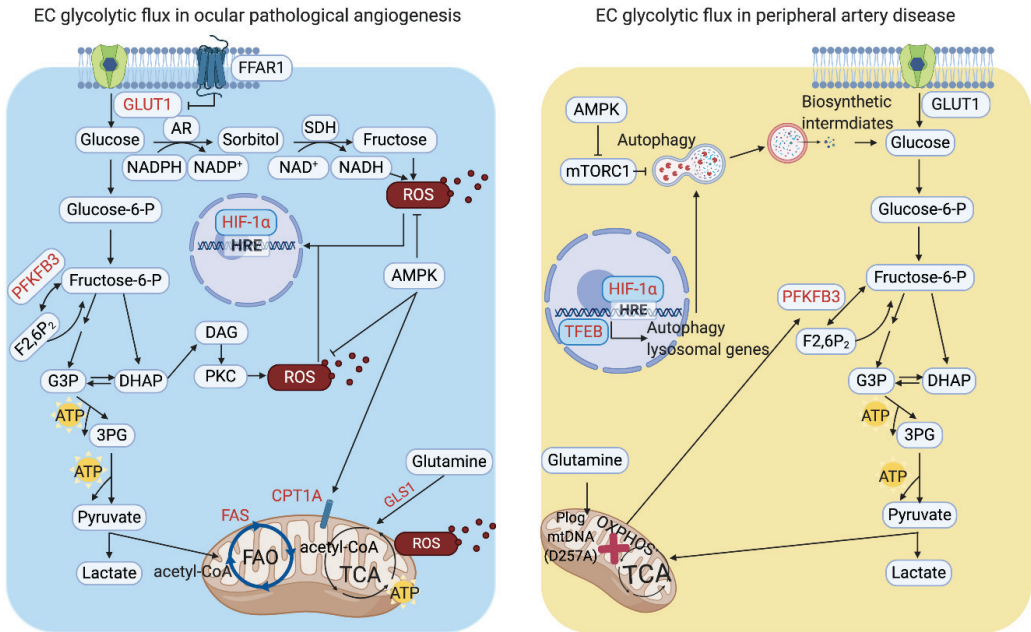 EC glycolytic flux in ocular pathological angiogenesis
FFAR1
GLUT1
Glucose
AR
Sorbitol
SDH
Fructose
NADPH
NADP⁺
NAD⁺
NADH
ROS
Glucose-6-P
HIF-1α
HRE
AMPK
PFKFB3
Fructose-6-P
F2,6P₂
DAG
PKC
ROS
G3P
DHAP
ATP
3PG
ATP
Pyruvate
Lactate
Glutamine
GLS1
CPT1A
FAS
acetyl-CoA
FAO
acetyl-CoA
TCA
ROS
ATP
EC glycolytic flux in peripheral artery disease
AMPK
mTORC1
Autophagy
Biosynthetic
intermdiates
GLUT1
Glucose
Glucose-6-P
HIF-1α
HRE
TFEB
Autophagy
lysosomal genes
PFKFB3
Fructose-6-P
F2,6P₂
G3P
DHAP
ATP
3PG
ATP
Pyruvate
Lactate
Glutamine
Plog
mtDNA
(D257A)
OXPHOS
TCA